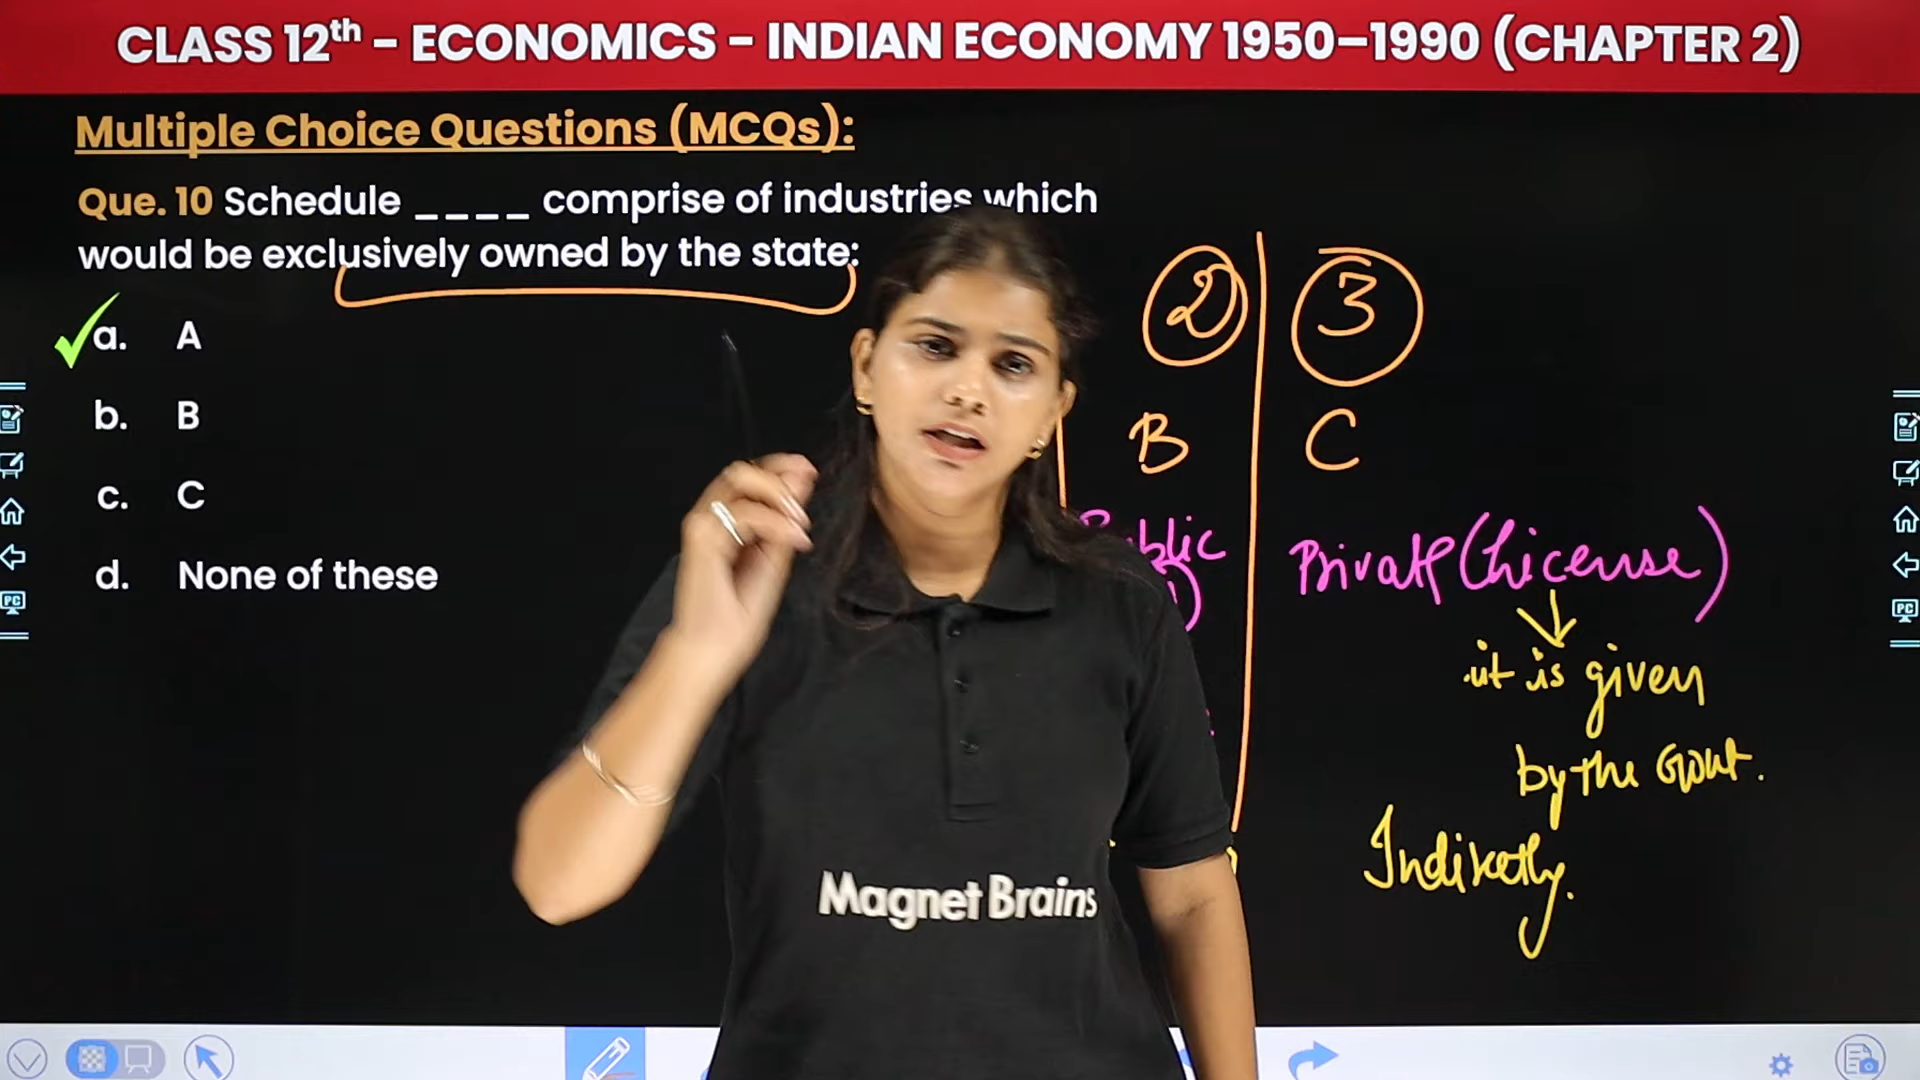 CLASS 12th - ECONOMICS - INDIAN ECONOMY 1950–1990 (CHAPTER 2)
Multiple Choice Questions (MCQs):
Que. 10 Schedule ____ comprise of industries which
would be exclusively owned by the state:
a. A
b. B
c. C
d. None of these
2 3
B C
Private (License)
it is given
by the Govt.
Magnet Brains
PC
PC